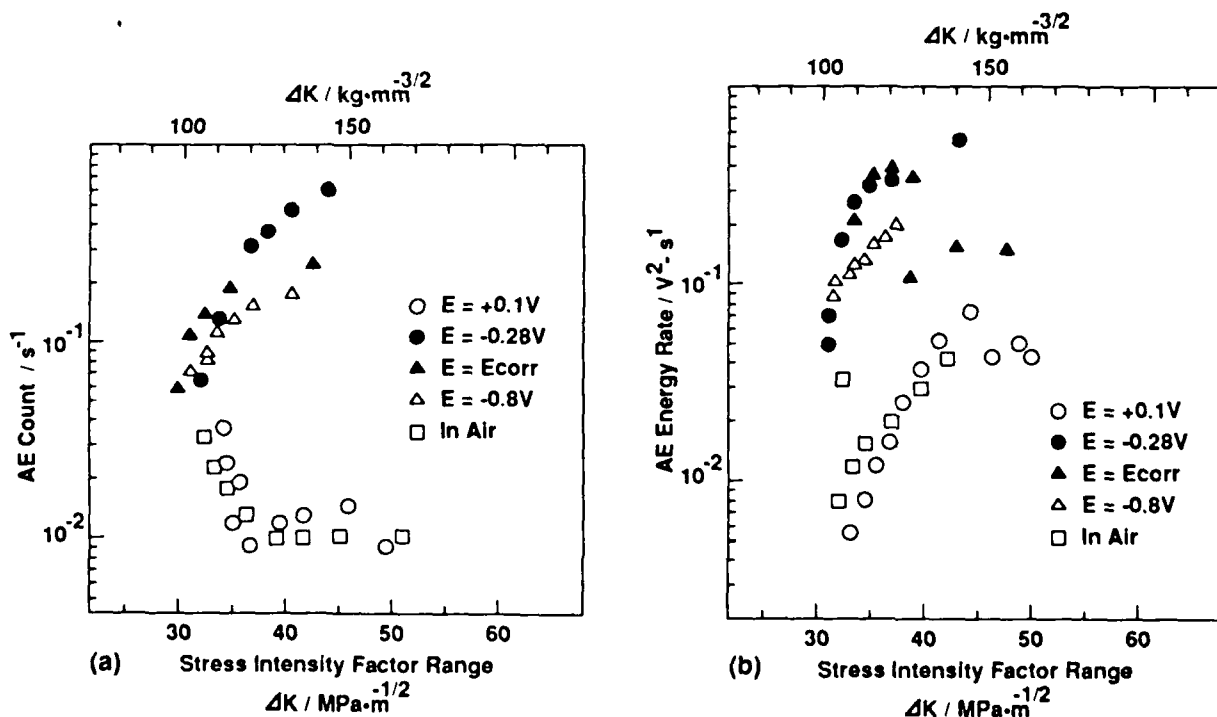 ΔK / kg•mm-3/2
100 150
AE Count / s-1
10-1
10-2
○ E = +0.1V
● E = -0.28V
▲ E = Ecorr
△ E = -0.8V
□ In Air
30 40 50 60
(a) Stress Intensity Factor Range
ΔK / MPa•m-1/2
ΔK / kg•mm-3/2
100 150
AE Energy Rate / V2-s1
100
10-1
10-2
○ E = +0.1V
● E = -0.28V
▲ E = Ecorr
△ E = -0.8V
□ In Air
30 40 50 60
(b) Stress Intensity Factor Range
ΔK / MPa•m-1/2